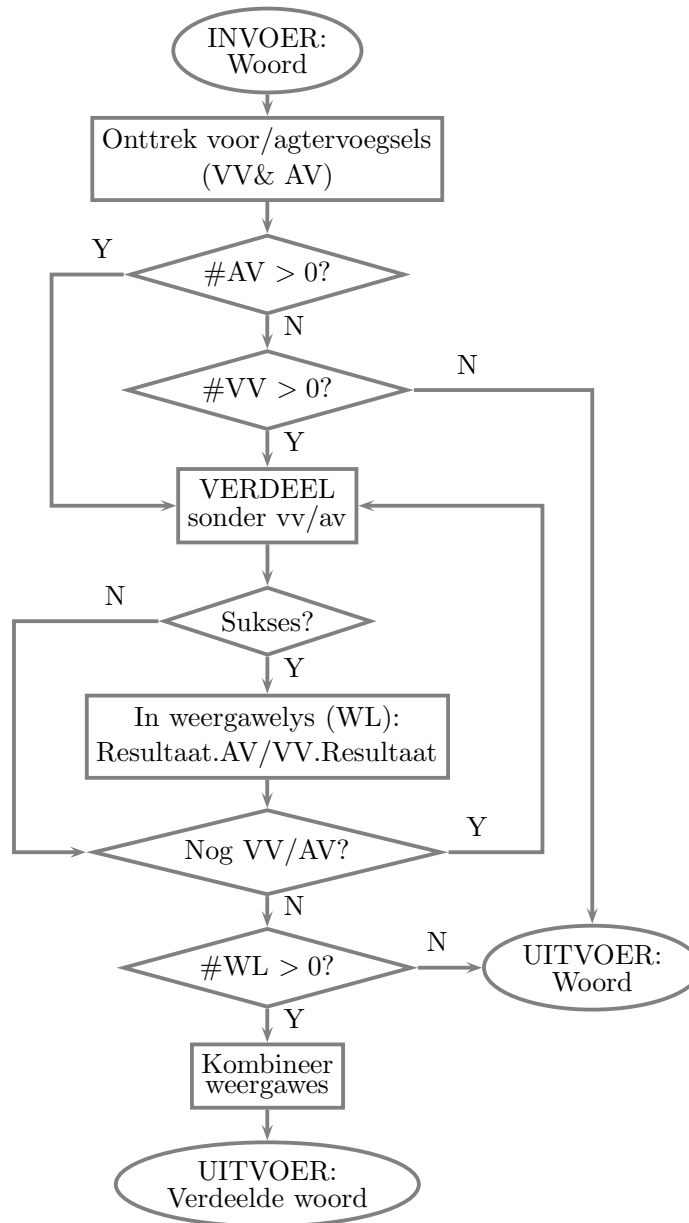 INVOER:
Woord
Onttrek voor/agtervoegsels
(VV& AV)
Y
#AV > 0?
N
#VV > 0?
N
Y
VERDEEL
sonder vv/av
N
Sukses?
Y
In weergawelys (WL):
Resultaat.AV/VV.Resultaat
Nog VV/AV?
Y
N
#WL > 0?
N
UITVOER:
Woord
Y
Kombineer
weergawes
UITVOER:
Verdeelde woord